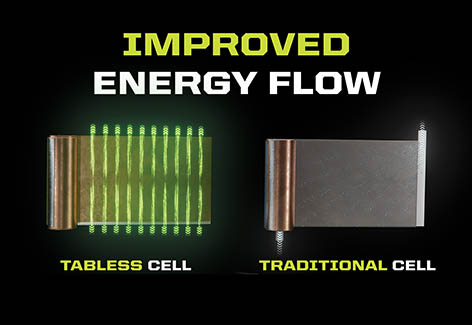 IMPROVED
ENERGY FLOW
TABLESS CELL
TRADITIONAL CELL